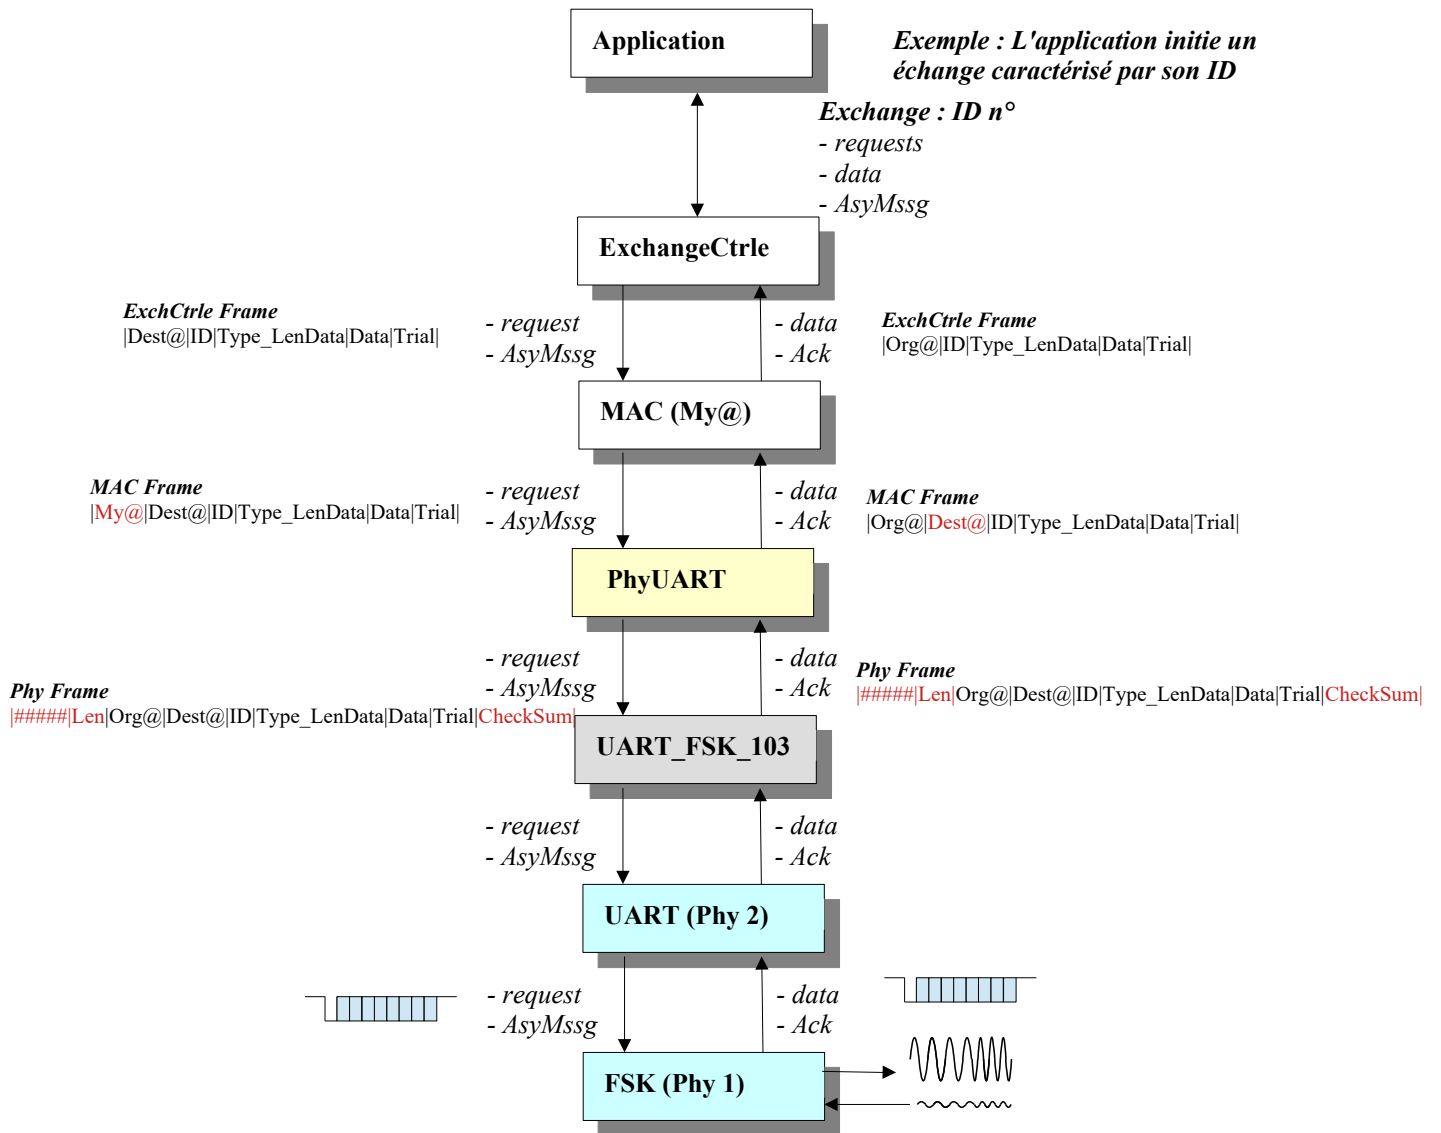 Application
Exemple : L'application initie un
échange caractérisé par son ID
Exchange : ID n°
- requests
- data
- AsyMssg
ExchangeCtrle
ExchCtrle Frame
|Dest@|ID|Type_LenData|Data|Trial|
- request
- AsyMssg
- data
- Ack
ExchCtrle Frame
|Org@|ID|Type_LenData|Data|Trial|
MAC (My@)
MAC Frame
|My@|Dest@|ID|Type_LenData|Data|Trial|
- request
- AsyMssg
- data
- Ack
MAC Frame
|Org@|Dest@|ID|Type_LenData|Data|Trial|
PhyUART
Phy Frame
|#####|Len|Org@|Dest@|ID|Type_LenData|Data|Trial|CheckSum|
- request
- AsyMssg
- data
- Ack
Phy Frame
|#####|Len|Org@|Dest@|ID|Type_LenData|Data|Trial|CheckSum|
UART_FSK_103
- request
- AsyMssg
- data
- Ack
UART (Phy 2)
- request
- AsyMssg
- data
- Ack
FSK (Phy 1)